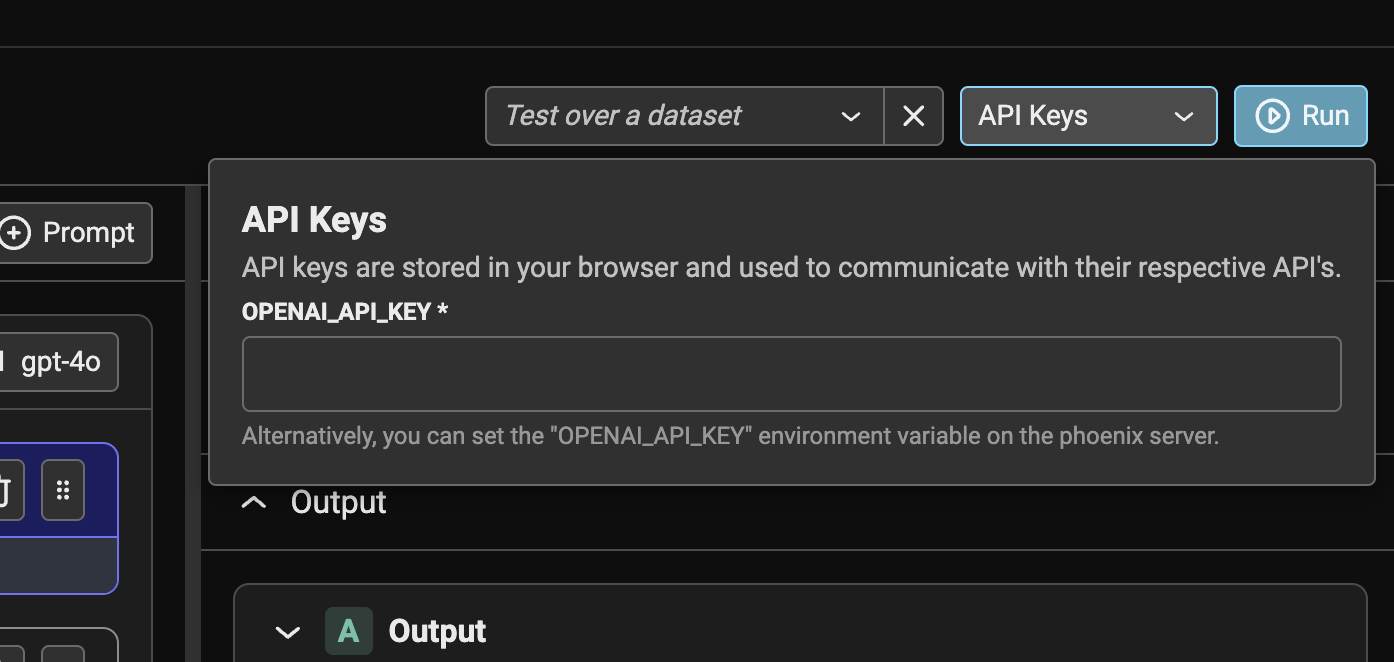 Test over a dataset
API Keys
Run
Prompt
API Keys
API keys are stored in your browser and used to communicate with their respective API's.
OPENAI_API_KEY *
gpt-4o
Alternatively, you can set the "OPENAI_API_KEY" environment variable on the phoenix server.
Output
A Output